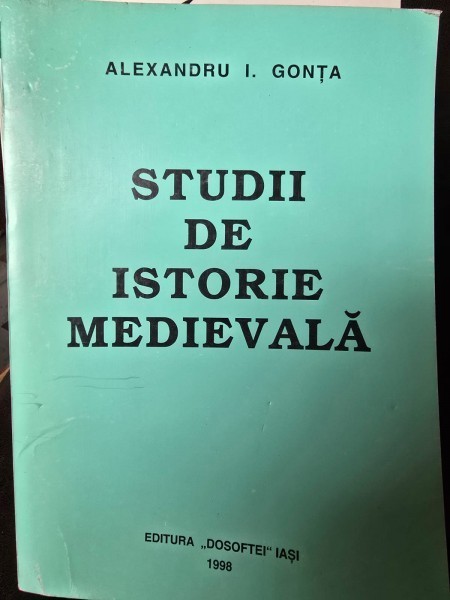 ALEXANDRU I. GONȚA
STUDII
DE
ISTORIE
MEDIEVALĂ
EDITURA „DOSOFTEI" IAȘI
1998